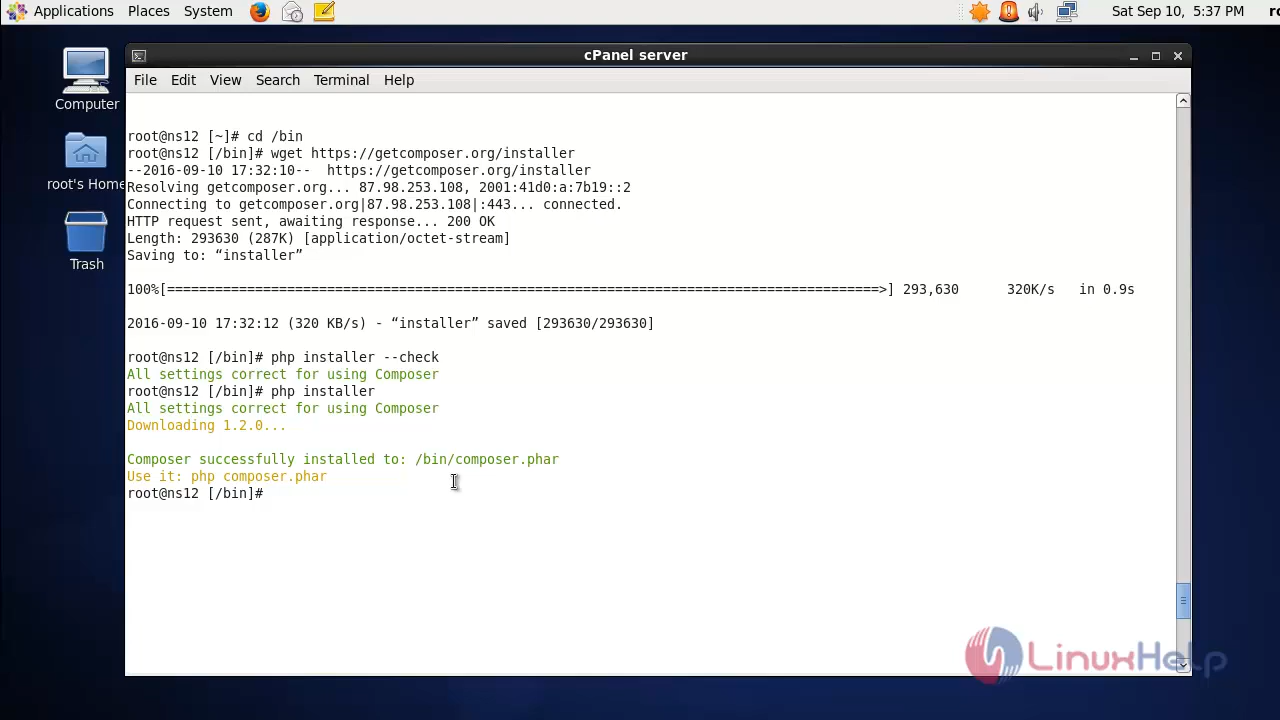 Applications Places System Sat Sep 10, 5:37 PM
cPanel server
File Edit View Search Terminal Help
Computer
root's Home
Trash
root@ns12 [~]# cd /bin
root@ns12 [/bin]# wget https://getcomposer.org/installer
--2016-09-10 17:32:10--  https://getcomposer.org/installer
Resolving getcomposer.org... 87.98.253.108, 2001:41d0:a:7b19::2
Connecting to getcomposer.org|87.98.253.108|:443... connected.
HTTP request sent, awaiting response... 200 OK
Length: 293630 (287K) [application/octet-stream]
Saving to: “installer”
100%[=========================================================================================>] 293,630      320K/s   in 0.9s
2016-09-10 17:32:12 (320 KB/s) - “installer” saved [293630/293630]
root@ns12 [/bin]# php installer --check
All settings correct for using Composer
root@ns12 [/bin]# php installer
All settings correct for using Composer
Downloading 1.2.0...
Composer successfully installed to: /bin/composer.phar
Use it: php composer.phar
root@ns12 [/bin]#
LinuxHelp